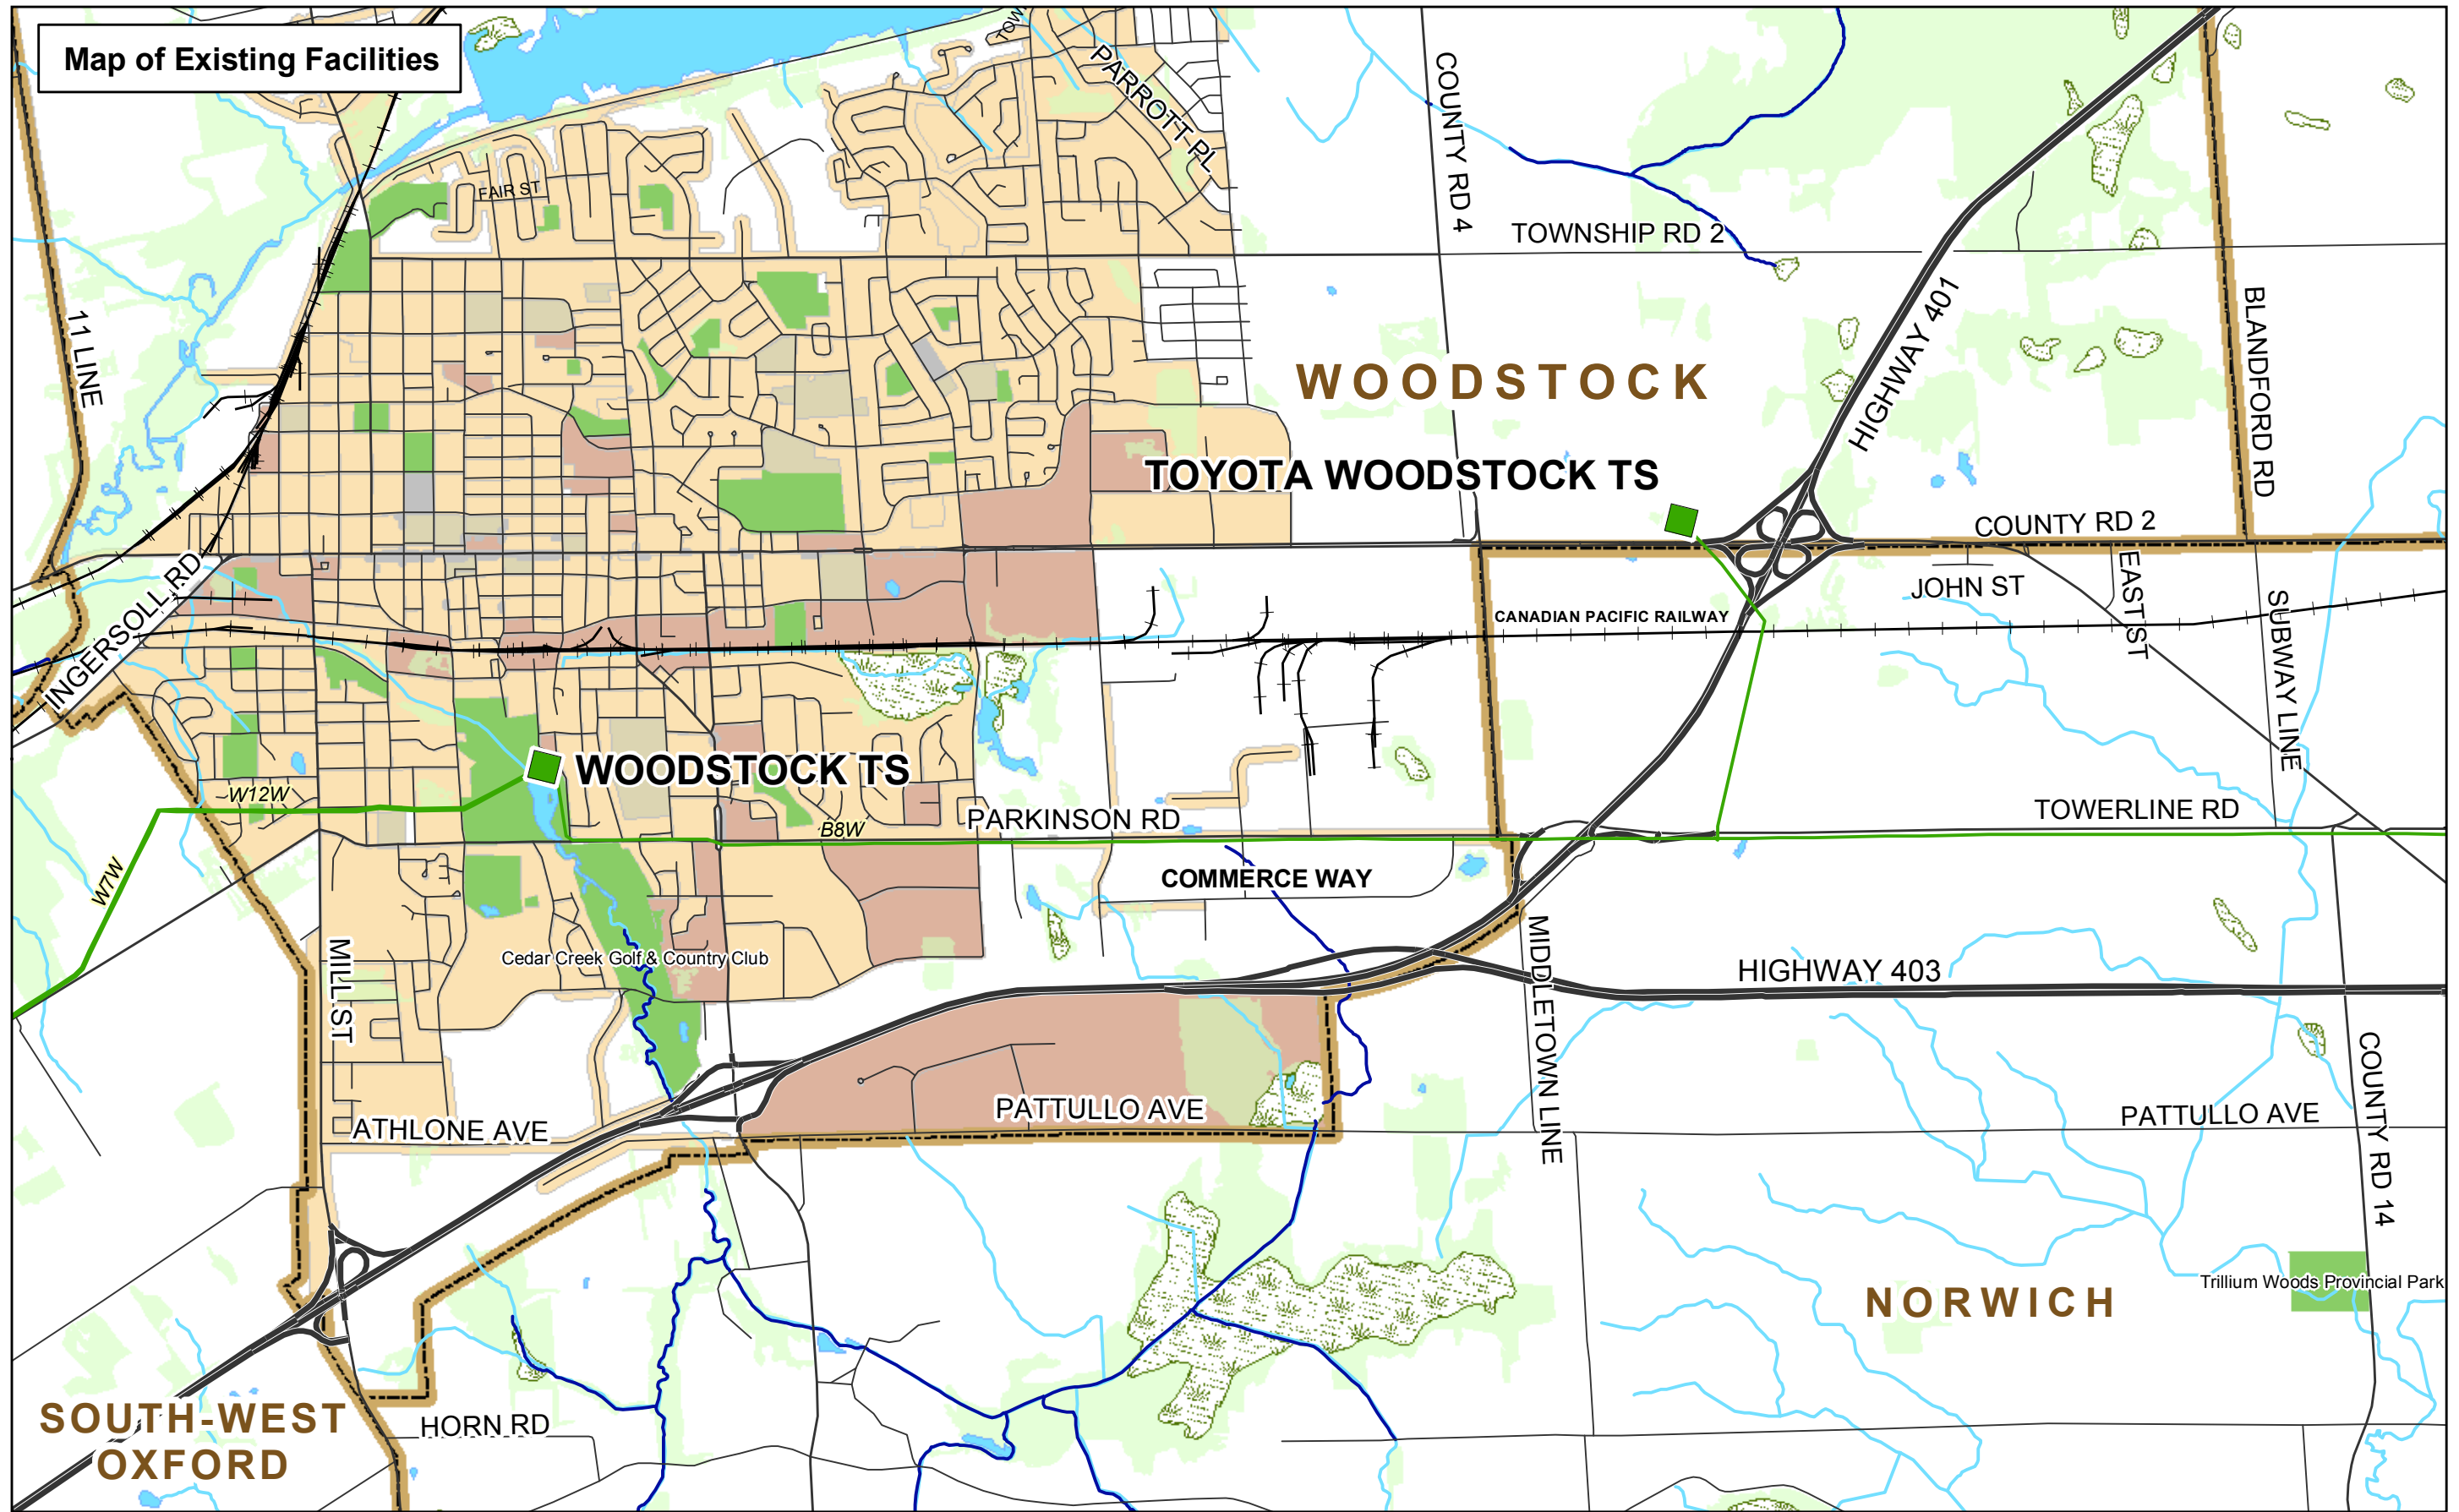 Map of Existing Facilities
PARROTT PL
COUNTY RD 4
FAIR ST
TOWNSHIP RD 2
11 LINE
HIGHWAY 401
BLANDFORD RD
WOODSTOCK
TOYOTA WOODSTOCK TS
COUNTY RD 2
INGERSOLL RD
JOHN ST
EAST ST
SUBWAY LINE
CANADIAN PACIFIC RAILWAY
WOODSTOCK TS
W12W
B8W
PARKINSON RD
TOWERLINE RD
W7W
COMMERCE WAY
MILL ST
Cedar Creek Golf & Country Club
MIDDLETOWN LINE
HIGHWAY 403
COUNTY RD 14
ATHLONE AVE
PATTULLO AVE
PATTULLO AVE
Trillium Woods Provincial Park
NORWICH
SOUTH-WEST
OXFORD
HORN RD